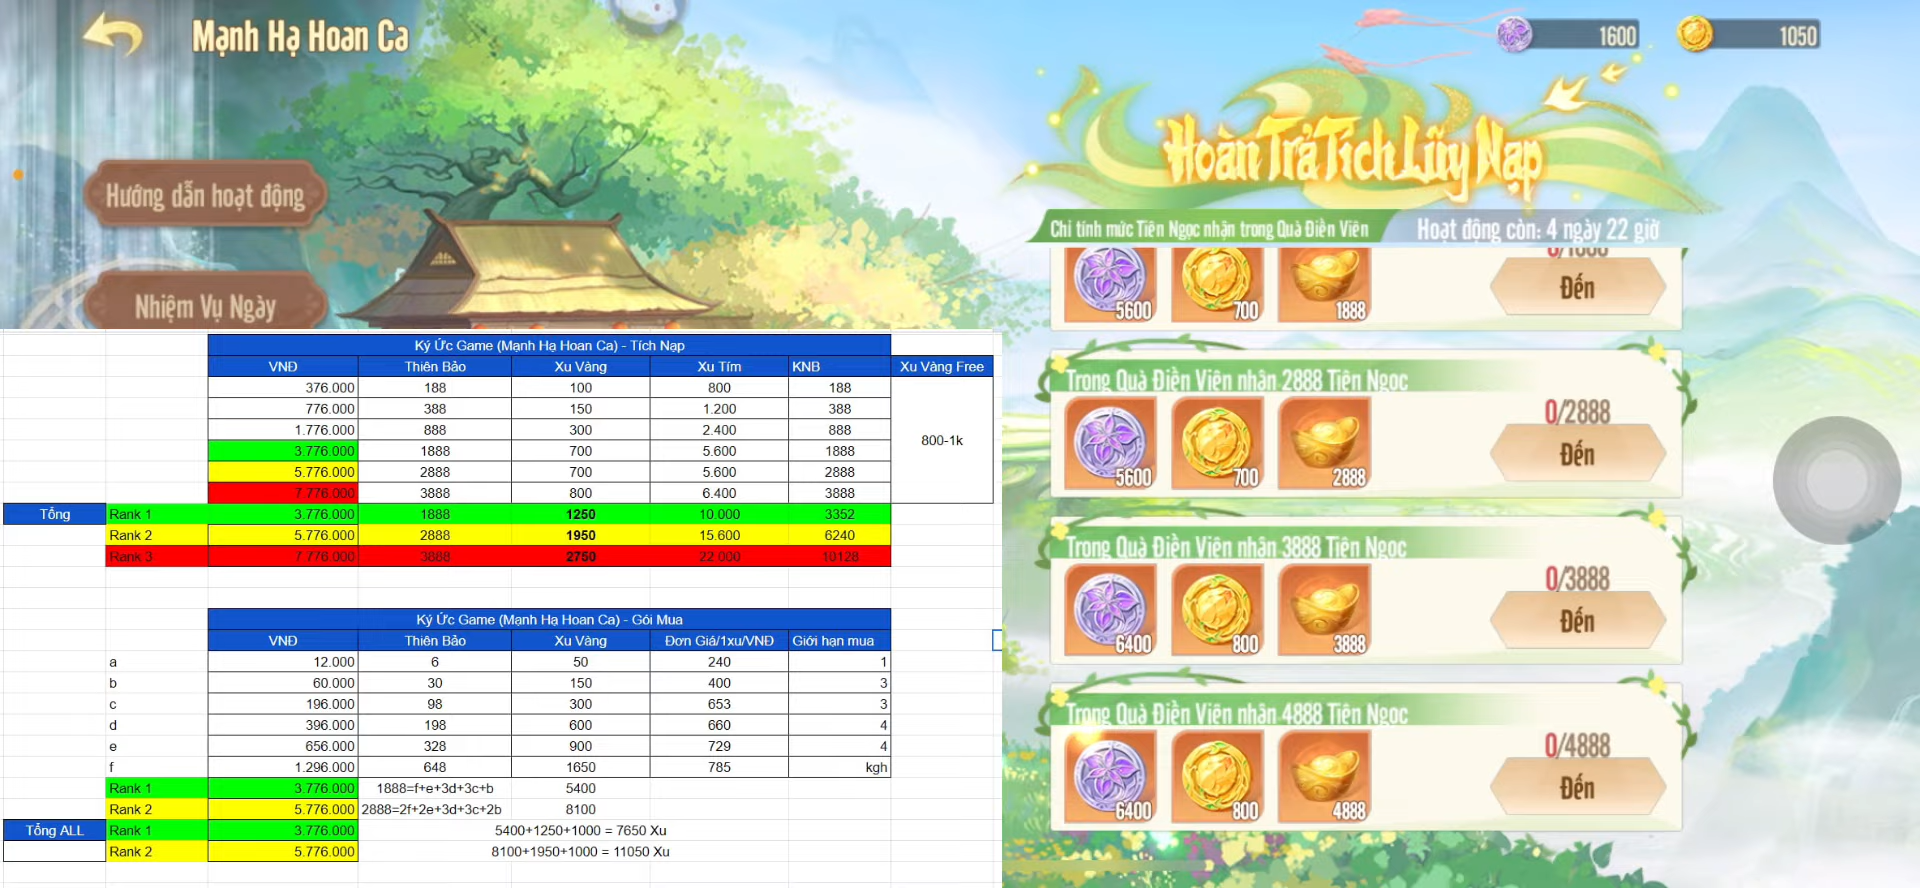 Mạnh Hạ Hoan Ca
1600
1050
Hoàn Trả Tích Lũy Nạp
Hướng dẫn hoạt động
Nhiệm Vụ Ngày
Chỉ tính mức Tiên Ngọc nhận trong Quà Điền Viên
Hoạt động còn: 4 ngày 22 giờ
5600 700 1888
Đến
Trong Quà Điền Viên nhân 2888 Tiên Ngọc
0/2888
5600 700 2888
Đến
Trong Quà Điền Viên nhân 3888 Tiên Ngọc
0/3888
6400 800 3888
Đến
Trong Quà Điền Viên nhân 4888 Tiên Ngọc
0/4888
6400 800 4888
Đến
Ký Ức Game (Mạnh Hạ Hoan Ca) - Tích Nạp
VNĐ Thiên Bảo Xu Vàng Xu Tím KNB Xu Vàng Free
376.000 188 100 800 188
776.000 388 150 1.200 388
1.776.000 888 300 2.400 888
800-1k
3.776.000 1888 700 5.600 1888
5.776.000 2888 700 5.600 2888
7.776.000 3888 800 6.400 3888
Tổng Rank 1 3.776.000 1888 1250 10.000 3352
Rank 2 5.776.000 2888 1950 15.600 6240
Rank 3 7.776.000 3888 2750 22.000 10128
Ký Ức Game (Mạnh Hạ Hoan Ca) - Gói Mua
VNĐ Thiên Bảo Xu Vàng Đơn Giá/1xu/VNĐ Giới hạn mua
a 12.000 6 50 240 1
b 60.000 30 150 400 3
c 196.000 98 300 653 3
d 396.000 198 600 660 4
e 656.000 328 900 729 4
f 1.296.000 648 1650 785 kgh
Rank 1 3.776.000 1888=f+e+3d+3c+b 5400
Rank 2 5.776.000 2888=2f+2e+3d+3c+2b 8100
Tổng ALL Rank 1 3.776.000 5400+1250+1000 = 7650 Xu
Rank 2 5.776.000 8100+1950+1000 = 11050 Xu